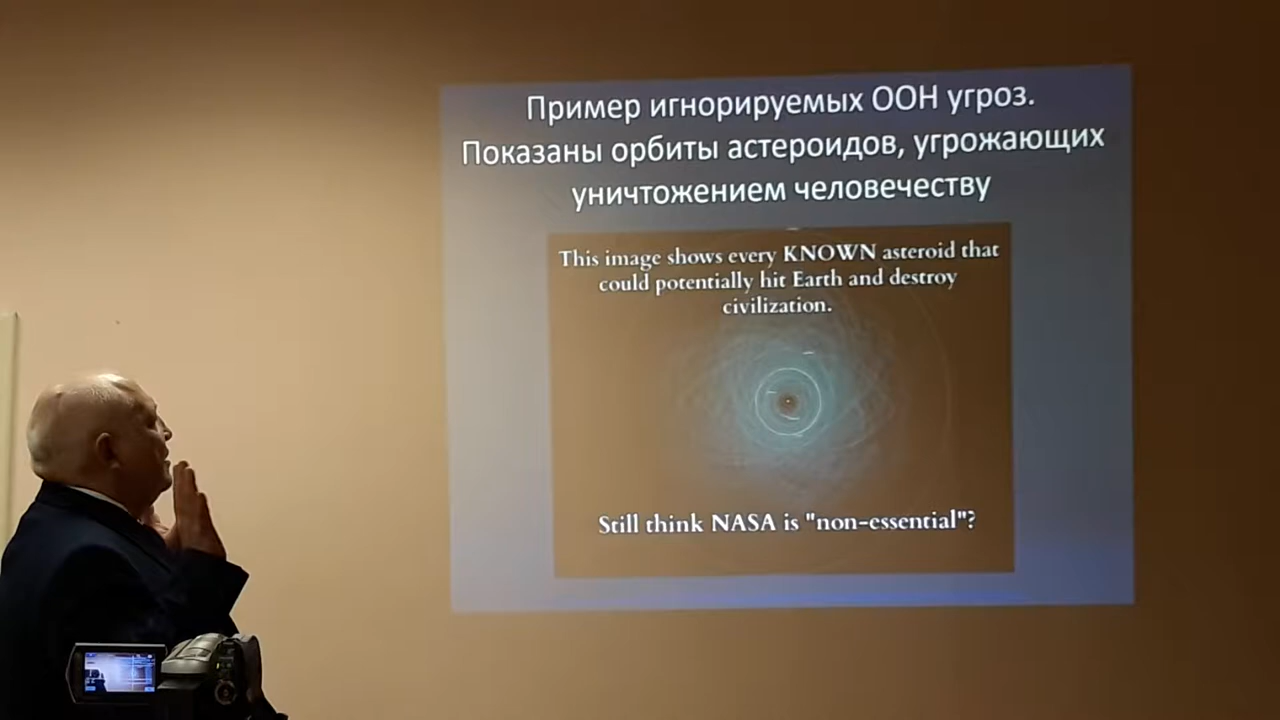 Пример игнорируемых ООН угроз.
Показаны орбиты астероидов, угрожающих
уничтожением человечеству
This image shows every KNOWN asteroid that
could potentially hit Earth and destroy
civilization.
Still think NASA is "non-essential"?